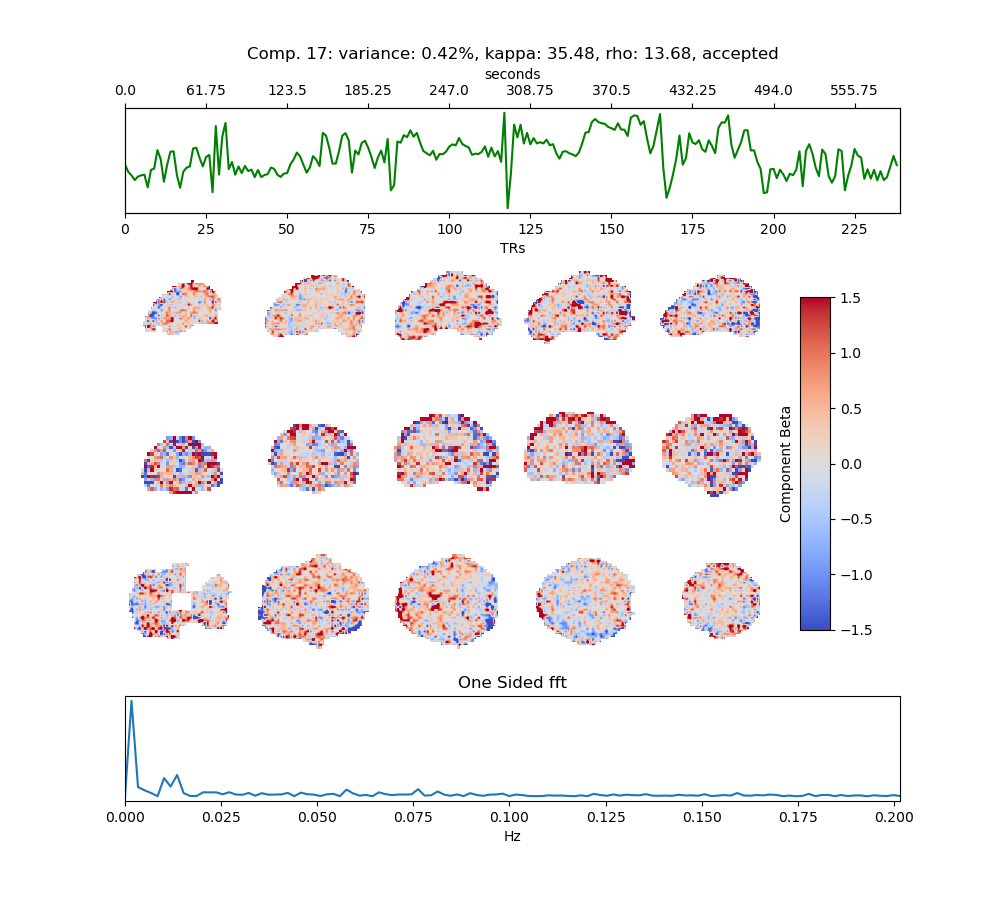 Comp. 17: variance: 0.42%, kappa: 35.48, rho: 13.68, accepted
seconds
0.0 61.75 123.5 185.25 247.0 308.75 370.5 432.25 494.0 555.75
0 25 50 75 100 125 150 175 200 225
TRs
1.5
1.0
0.5
0.0
−0.5
−1.0
−1.5
Component Beta
One Sided fft
0.000 0.025 0.050 0.075 0.100 0.125 0.150 0.175 0.200
Hz